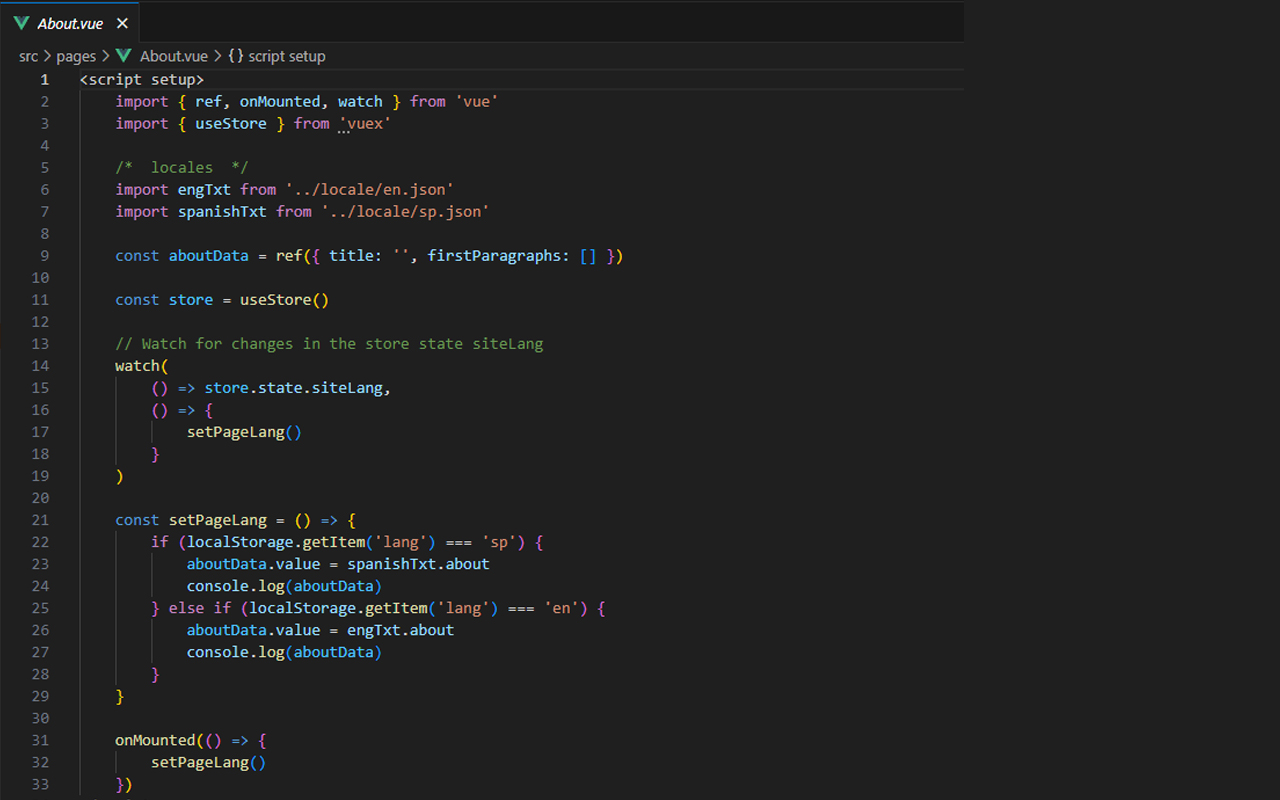 About.vue ×
src > pages > About.vue > {} script setup
1 <script setup>
2 import { ref, onMounted, watch } from 'vue'
3 import { useStore } from 'vuex'
4
5 /*  locales  */
6 import engTxt from '../locale/en.json'
7 import spanishTxt from '../locale/sp.json'
8
9 const aboutData = ref({ title: '', firstParagraphs: [] })
10
11 const store = useStore()
12
13 // Watch for changes in the store state siteLang
14 watch(
15 () => store.state.siteLang,
16 () => {
17 setPageLang()
18 }
19 )
20
21 const setPageLang = () => {
22 if (localStorage.getItem('lang') === 'sp') {
23 aboutData.value = spanishTxt.about
24 console.log(aboutData)
25 } else if (localStorage.getItem('lang') === 'en') {
26 aboutData.value = engTxt.about
27 console.log(aboutData)
28 }
29 }
30
31 onMounted(() => {
32 setPageLang()
33 })